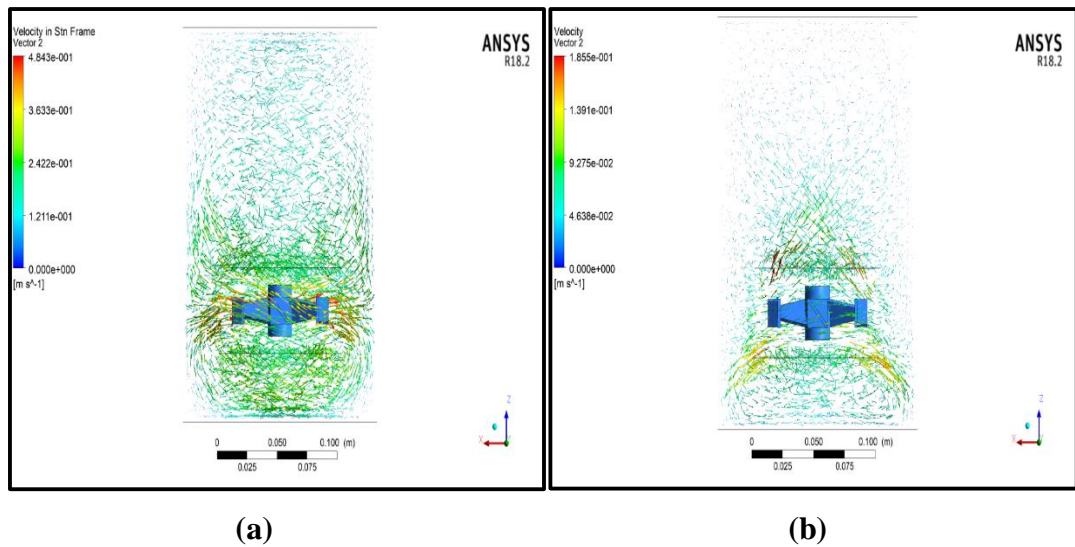 Velocity in Stn Frame
Vector 2
4.843e-001
3.633e-001
2.422e-001
1.211e-001
0.000e+000
[m s^-1]
ANSYS
R18.2
Z
X
Y
0 0.050 0.100 (m)
0.025 0.075
Velocity
Vector 2
1.855e-001
1.391e-001
9.275e-002
4.638e-002
0.000e+000
[m s^-1]
ANSYS
R18.2
Z
X
Y
0 0.050 0.100 (m)
0.025 0.075
(a) (b)